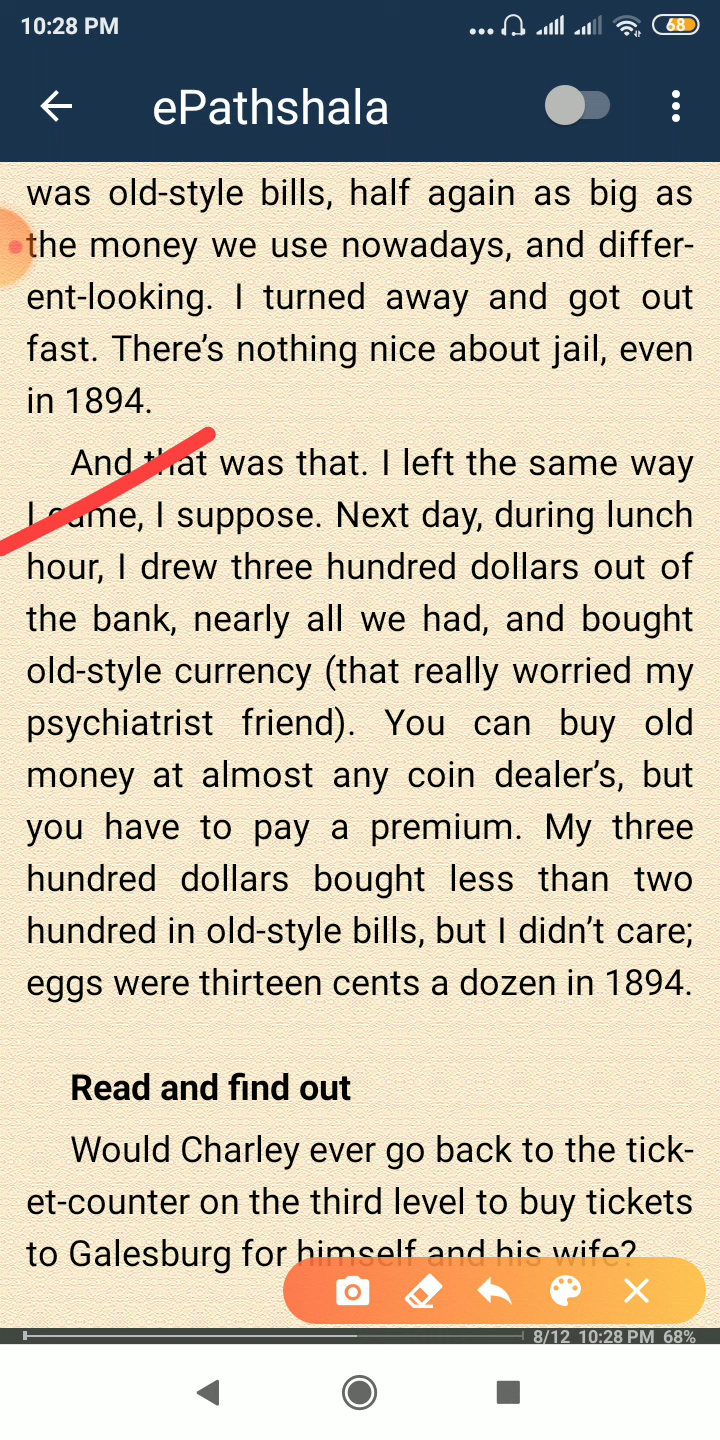 10:28 PM
68
ePathshala
was old-style bills, half again as big as
the money we use nowadays, and differ-
ent-looking. I turned away and got out
fast. There’s nothing nice about jail, even
in 1894.
And that was that. I left the same way
I came, I suppose. Next day, during lunch
hour, I drew three hundred dollars out of
the bank, nearly all we had, and bought
old-style currency (that really worried my
psychiatrist friend). You can buy old
money at almost any coin dealer’s, but
you have to pay a premium. My three
hundred dollars bought less than two
hundred in old-style bills, but I didn’t care;
eggs were thirteen cents a dozen in 1894.
Read and find out
Would Charley ever go back to the tick-
et-counter on the third level to buy tickets
to Galesburg for himself and his wife?
8/12 10:28 PM 68%